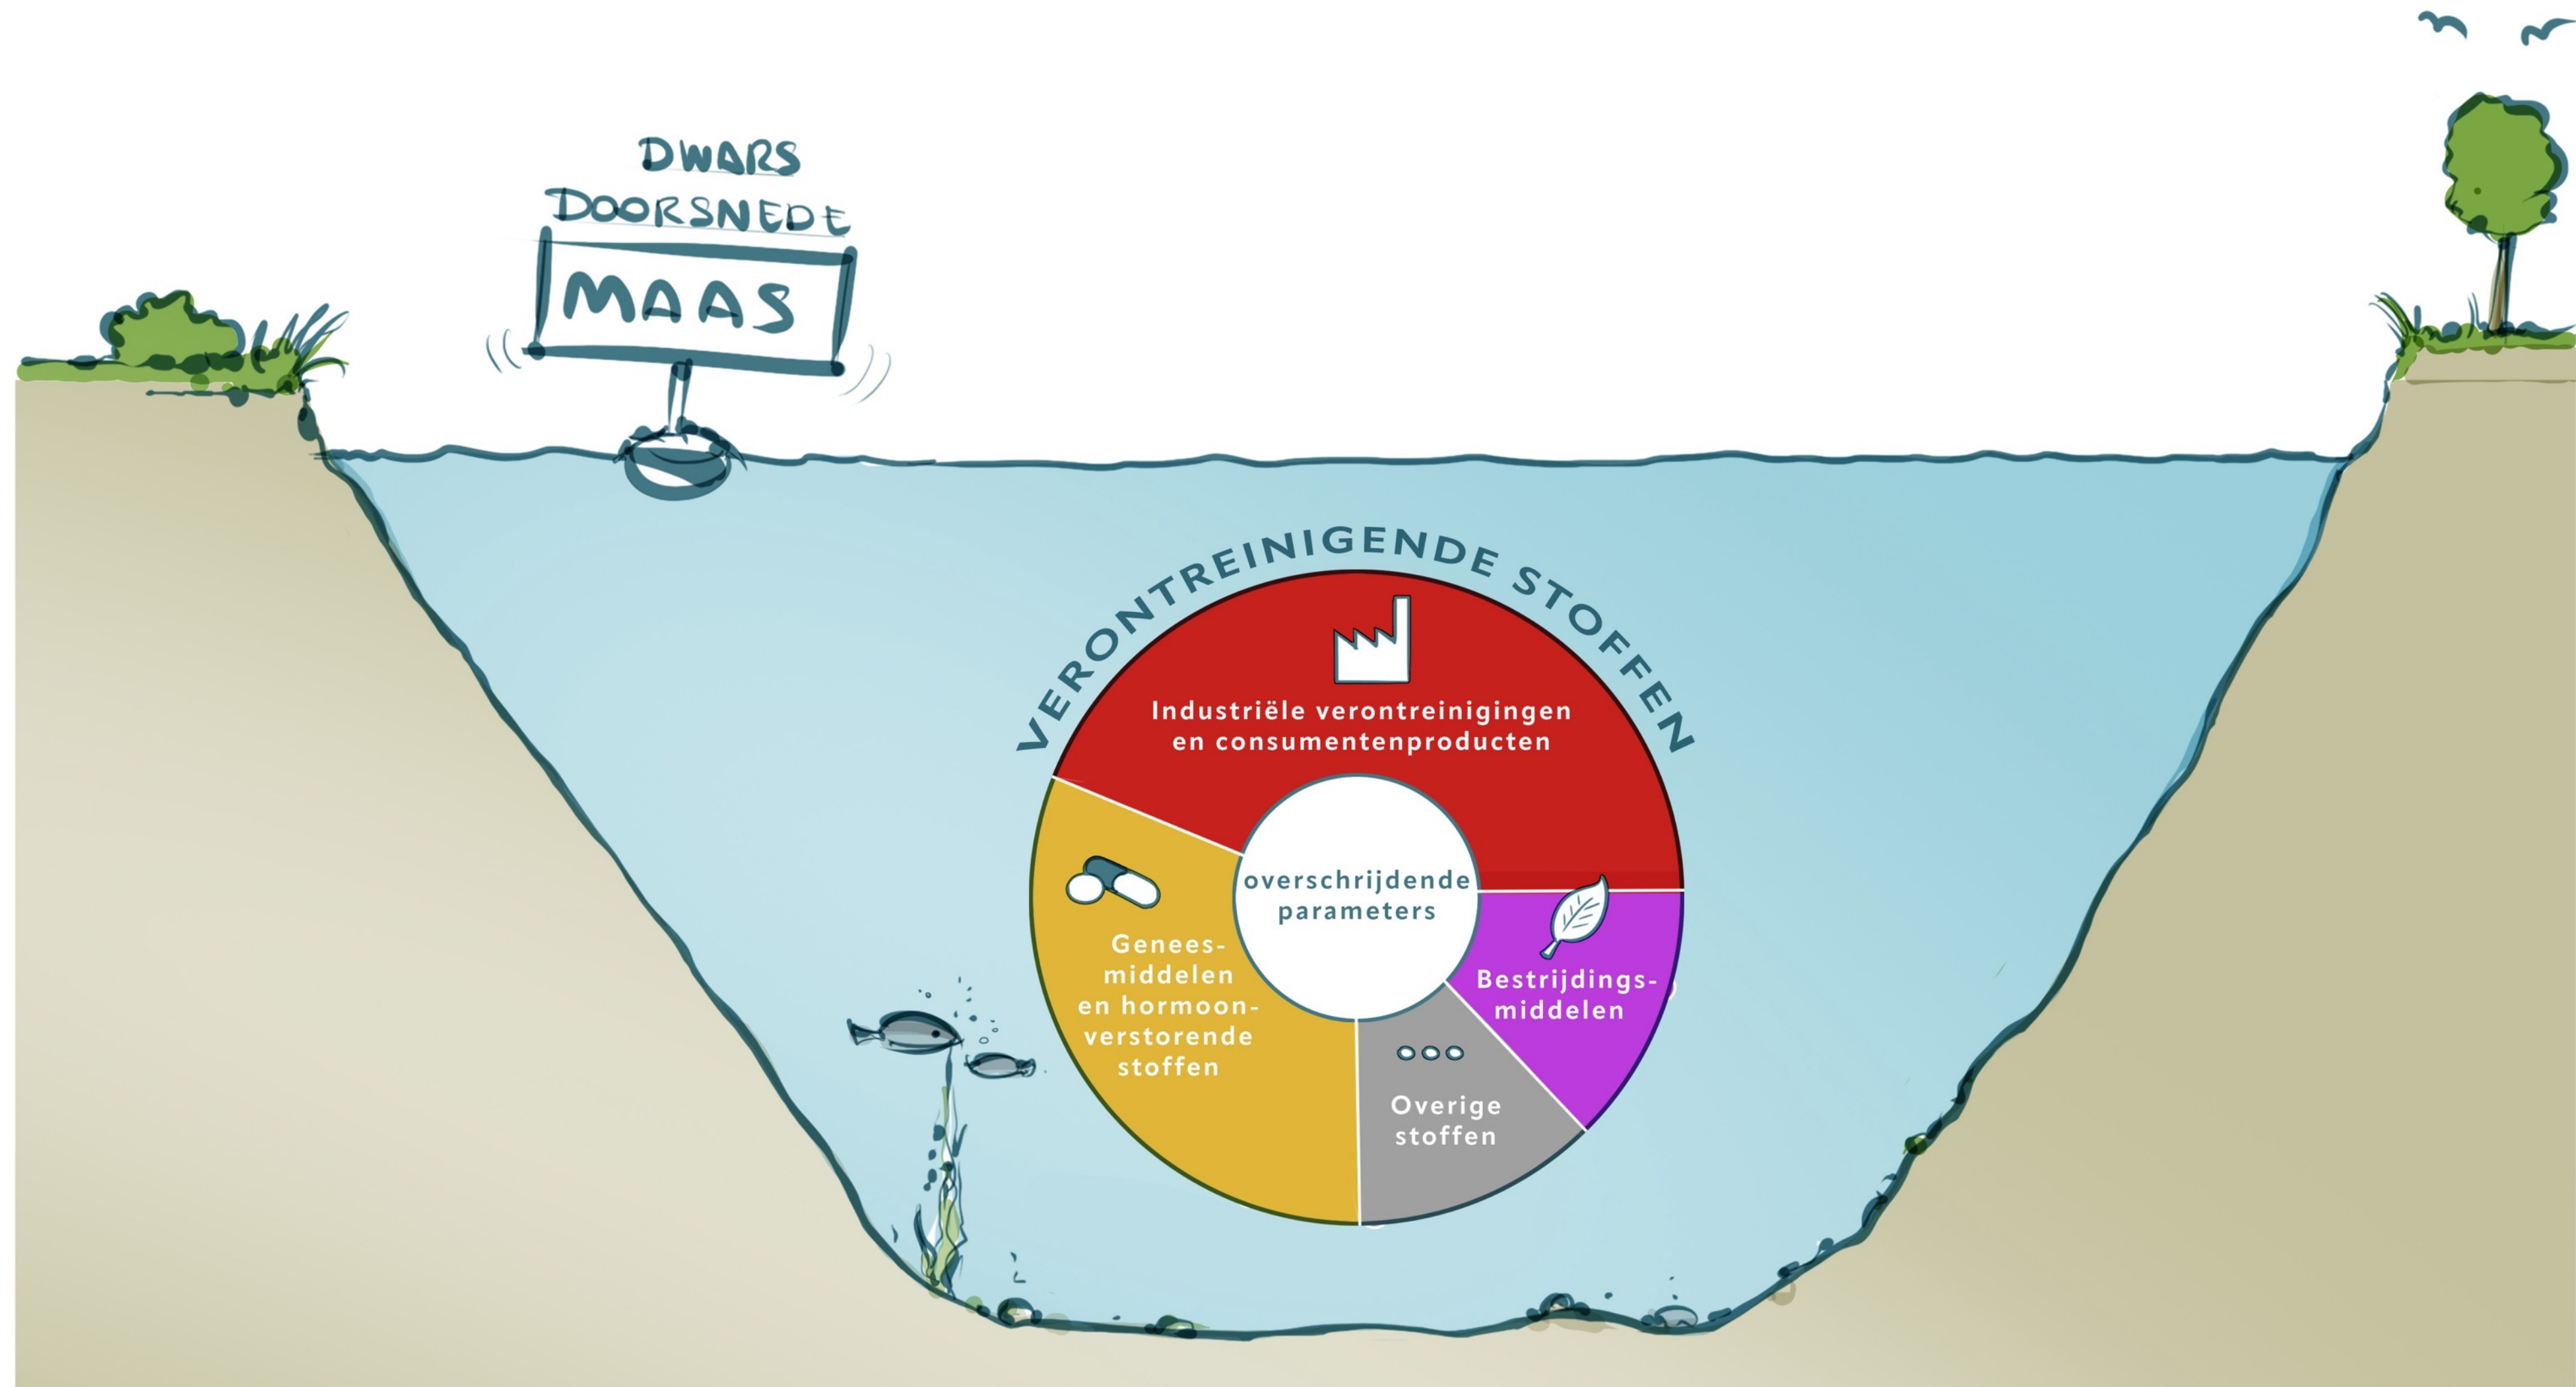 DWARS
DOORSNEDE
MAAS
VERONTREINIGENDE STOFFEN
Industriële verontreinigingen
en consumentenproducten
overschrijdende
parameters
Genees-
middelen
en hormoon-
verstorende
stoffen
Bestrijdings-
middelen
Overige
stoffen